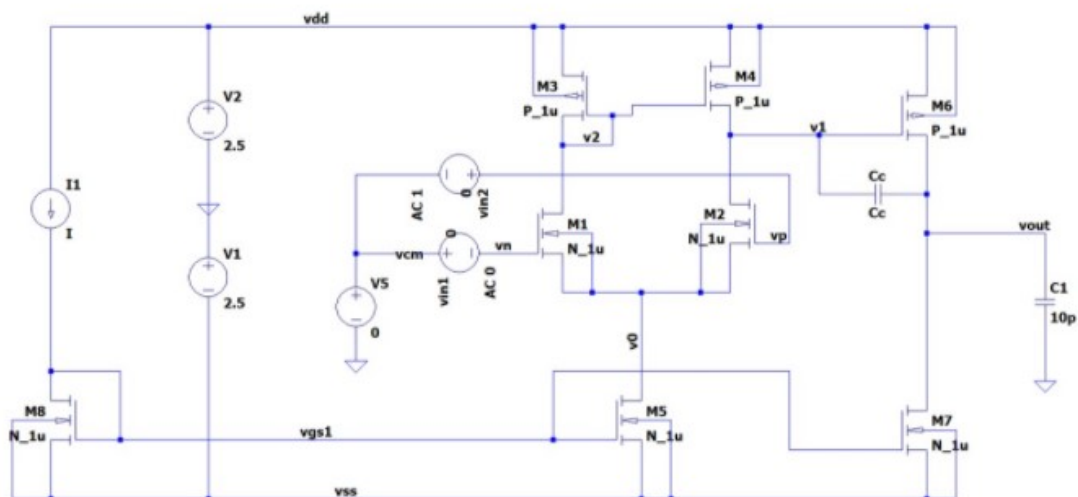 vdd
V2
2.5
I1
I
V1
2.5
M3
P_1u
M4
P_1u
M6
P_1u
v2
v1
Cc
Cc
AC 1
0
vin2
0
vcm
vin1
AC 0
vn
M1
N_1u
M2
N_1u
vp
V5
0
v0
vout
C1
10p
M8
N_1u
vgs1
M5
N_1u
M7
N_1u
vss